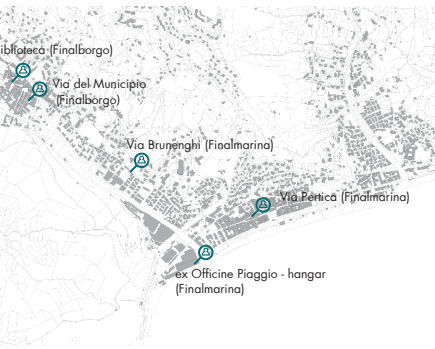 iblioteca (Finalborgo)
Via del Municipio
(Finalborgo)
Via Brunenghi (Finalmarina)
Via Pertica (Finalmarina)
ex Officine Piaggio - hangar
(Finalmarina)